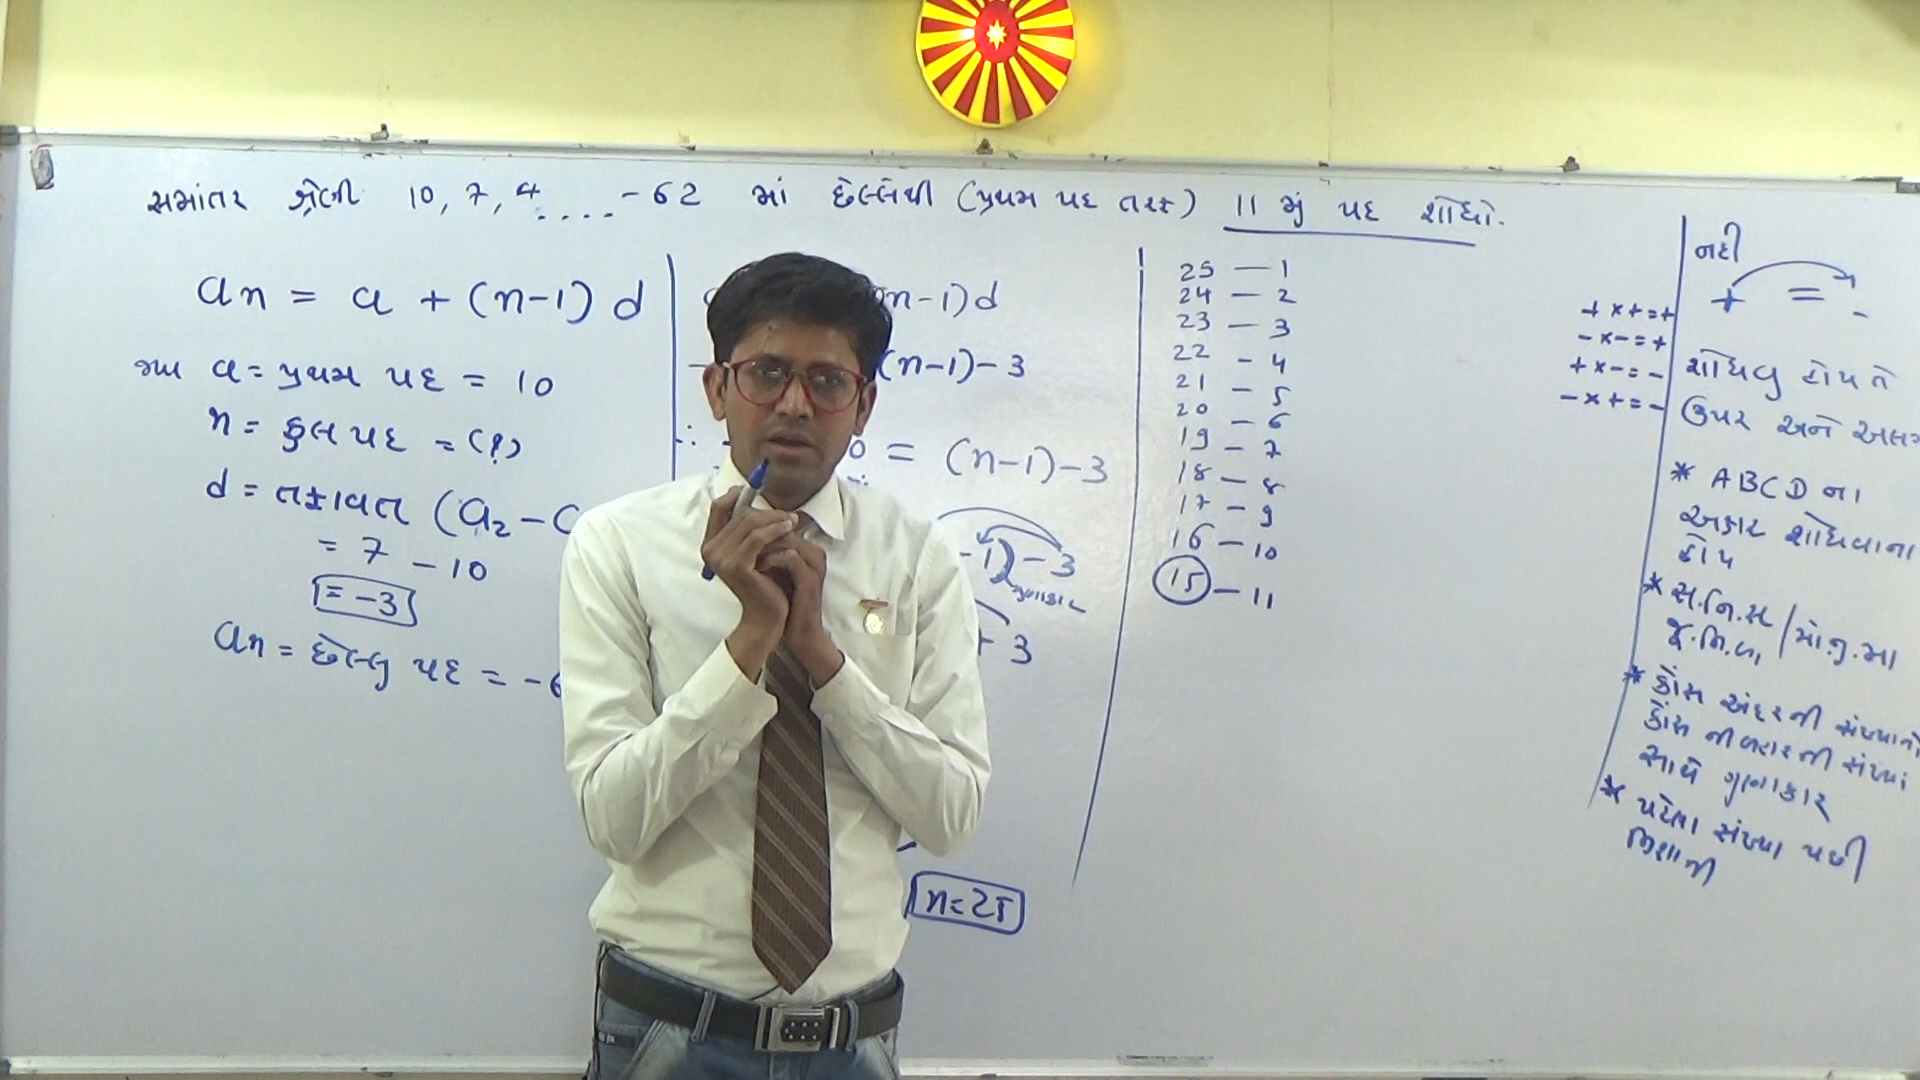 સમાંતર શ્રેણી 10, 7, 4, .... -62 માં છેલ્લેથી (પ્રથમ પદ તરફ) 11 મું પદ શોધો.
an = a + (n-1) d
આ a = પ્રથમ પદ = 10
n = કુલ પદ = (?)
d = તફાવત (a2 -
= 7 - 10
= -3
an = છેલ્લુ પદ = -6
n-1)d
(n-1)-3
∴ 0 = (n-1)-3
-1) -3
ગુણાકાર
+ 3
n=25
25 — 1
24 — 2
23 — 3
22 - 4
21 - 5
20 - 6
19 - 7
18 - 8
17 - 9
16 — 10
15 — 11
+ x + = +
- x - = +
+ x - = -
- x + = -
નદી
+ = -
શોધવુ હોય તે
ઉપર અને અલગ
* ABCD ના
આકાર શોધવાના
હોય
* સ.નિ.સ / મો.ગુ.મા
* કૌંસ અંદરની સંખ્યાનો
કૌંસ ની બહારની સંખ્યા
સાથે ગુણાકાર
* પહેલા સંખ્યા પછી
નિશાની